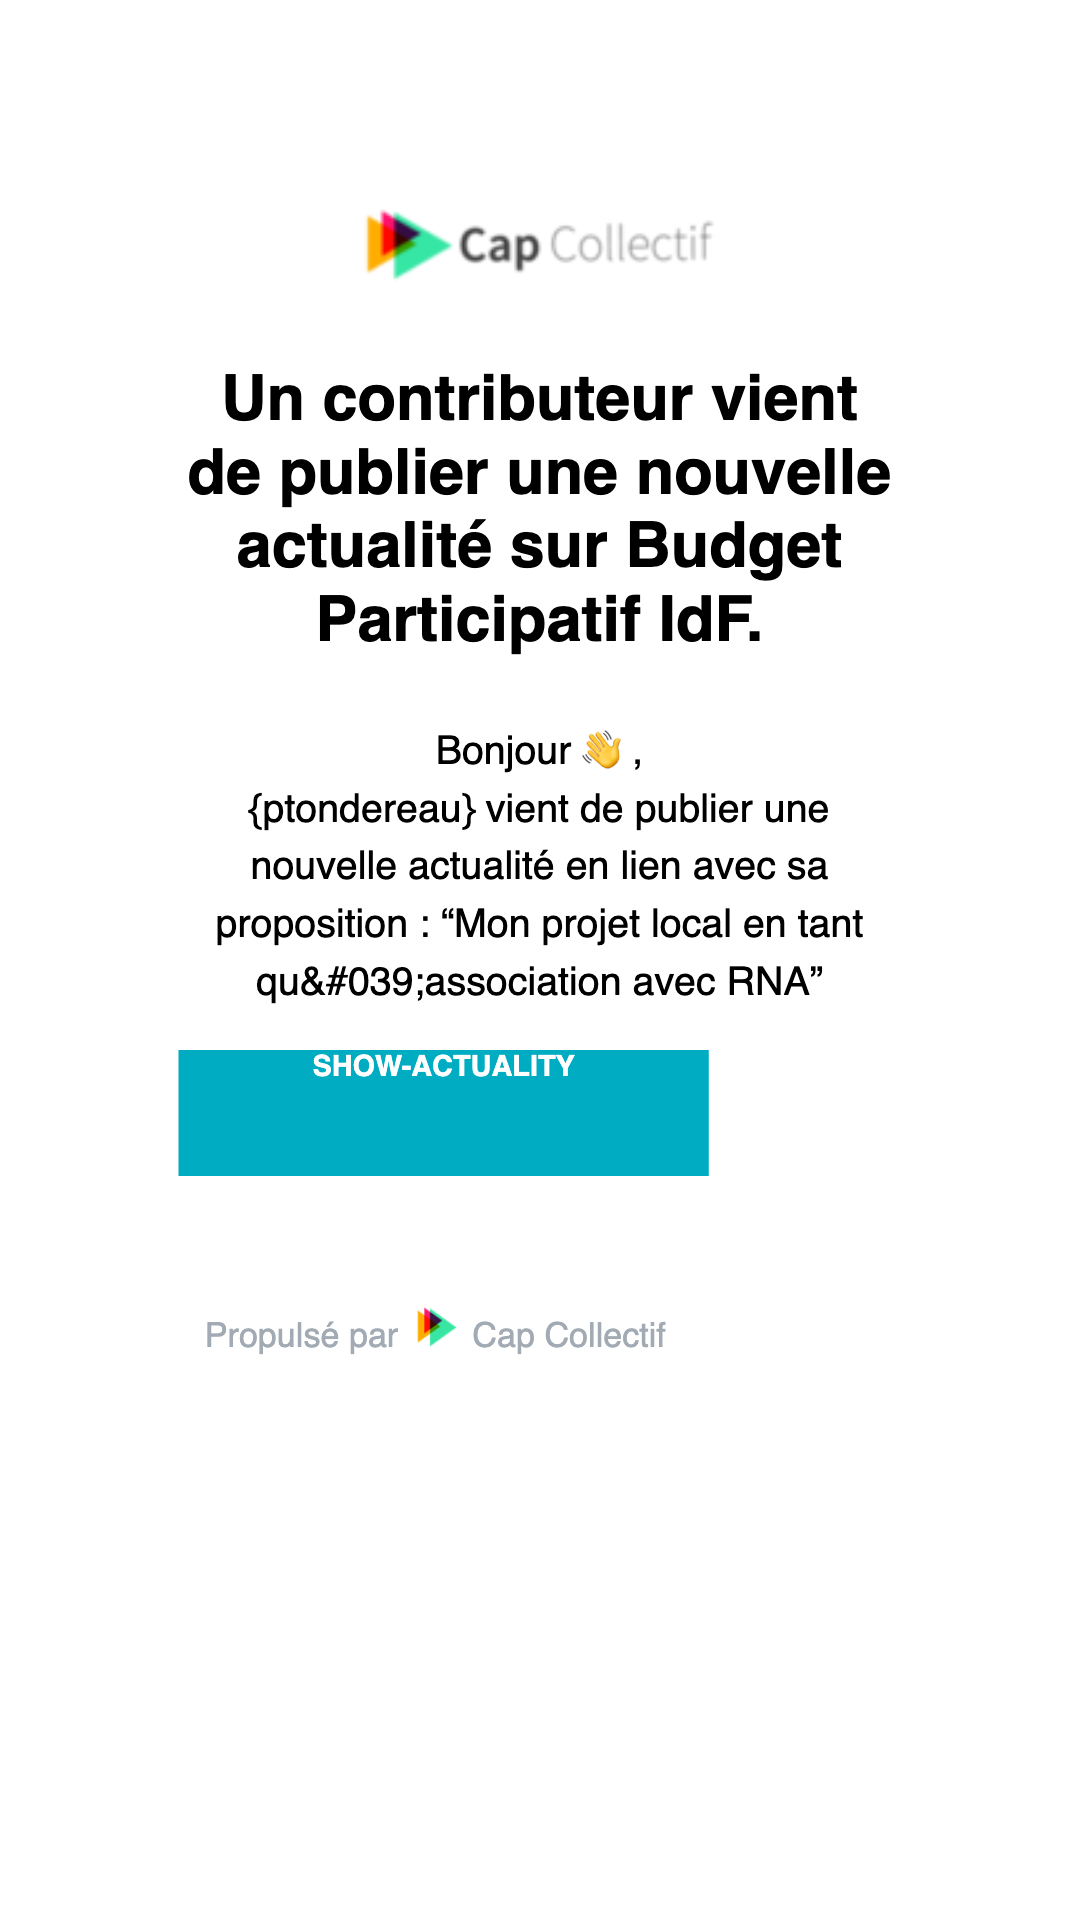 Cap Collectif
Un contributeur vient
de publier une nouvelle
actualité sur Budget
Participatif IdF.
Bonjour 👋 ,
{ptondereau} vient de publier une
nouvelle actualité en lien avec sa
proposition : “Mon projet local en tant
qu&#039;association avec RNA”
SHOW-ACTUALITY
Propulsé par Cap Collectif